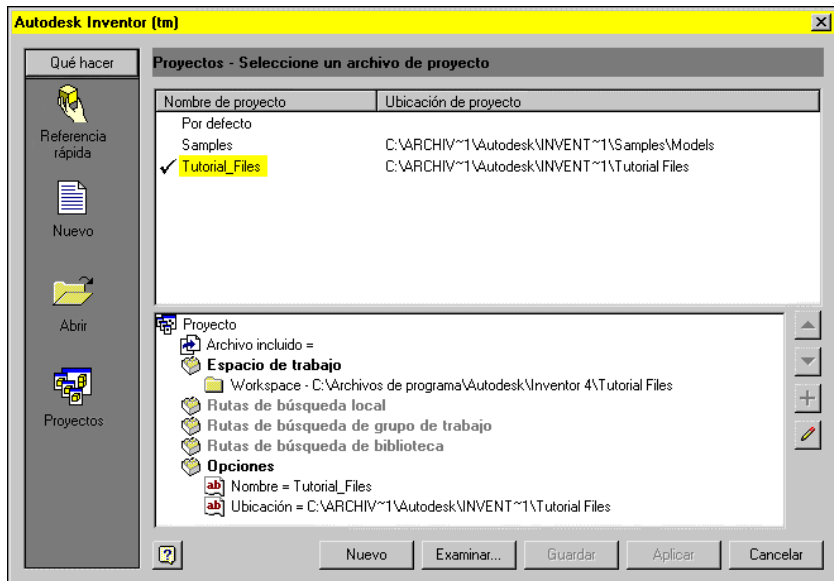 Autodesk Inventor (tm)
Qué hacer
Referencia
rápida
Nuevo
Abrir
Proyectos
Proyectos - Seleccione un archivo de proyecto
Nombre de proyecto Ubicación de proyecto
Por defecto
Samples C:\ARCHIV~1\Autodesk\INVENT~1\Samples\Models
Tutorial_Files C:\ARCHIV~1\Autodesk\INVENT~1\Tutorial Files
Proyecto
Archivo incluido =
Espacio de trabajo
Workspace - C:\Archivos de programa\Autodesk\Inventor 4\Tutorial Files
Rutas de búsqueda local
Rutas de búsqueda de grupo de trabajo
Rutas de búsqueda de biblioteca
Opciones
ab Nombre = Tutorial_Files
ab Ubicación = C:\ARCHIV~1\Autodesk\INVENT~1\Tutorial Files
? Nuevo Examinar... Guardar Aplicar Cancelar